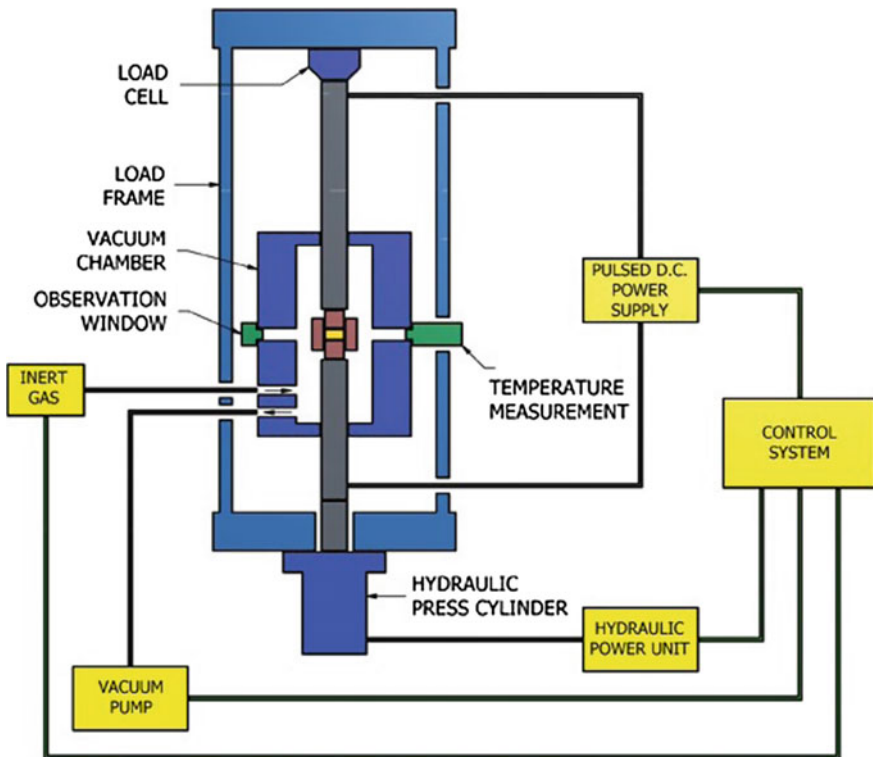 LOAD
CELL
LOAD
FRAME
VACUUM
CHAMBER
OBSERVATION
WINDOW
PULSED D.C.
POWER
SUPPLY
INERT
GAS
TEMPERATURE
MEASUREMENT
CONTROL
SYSTEM
HYDRAULIC
PRESS CYLINDER
HYDRAULIC
POWER UNIT
VACUUM
PUMP